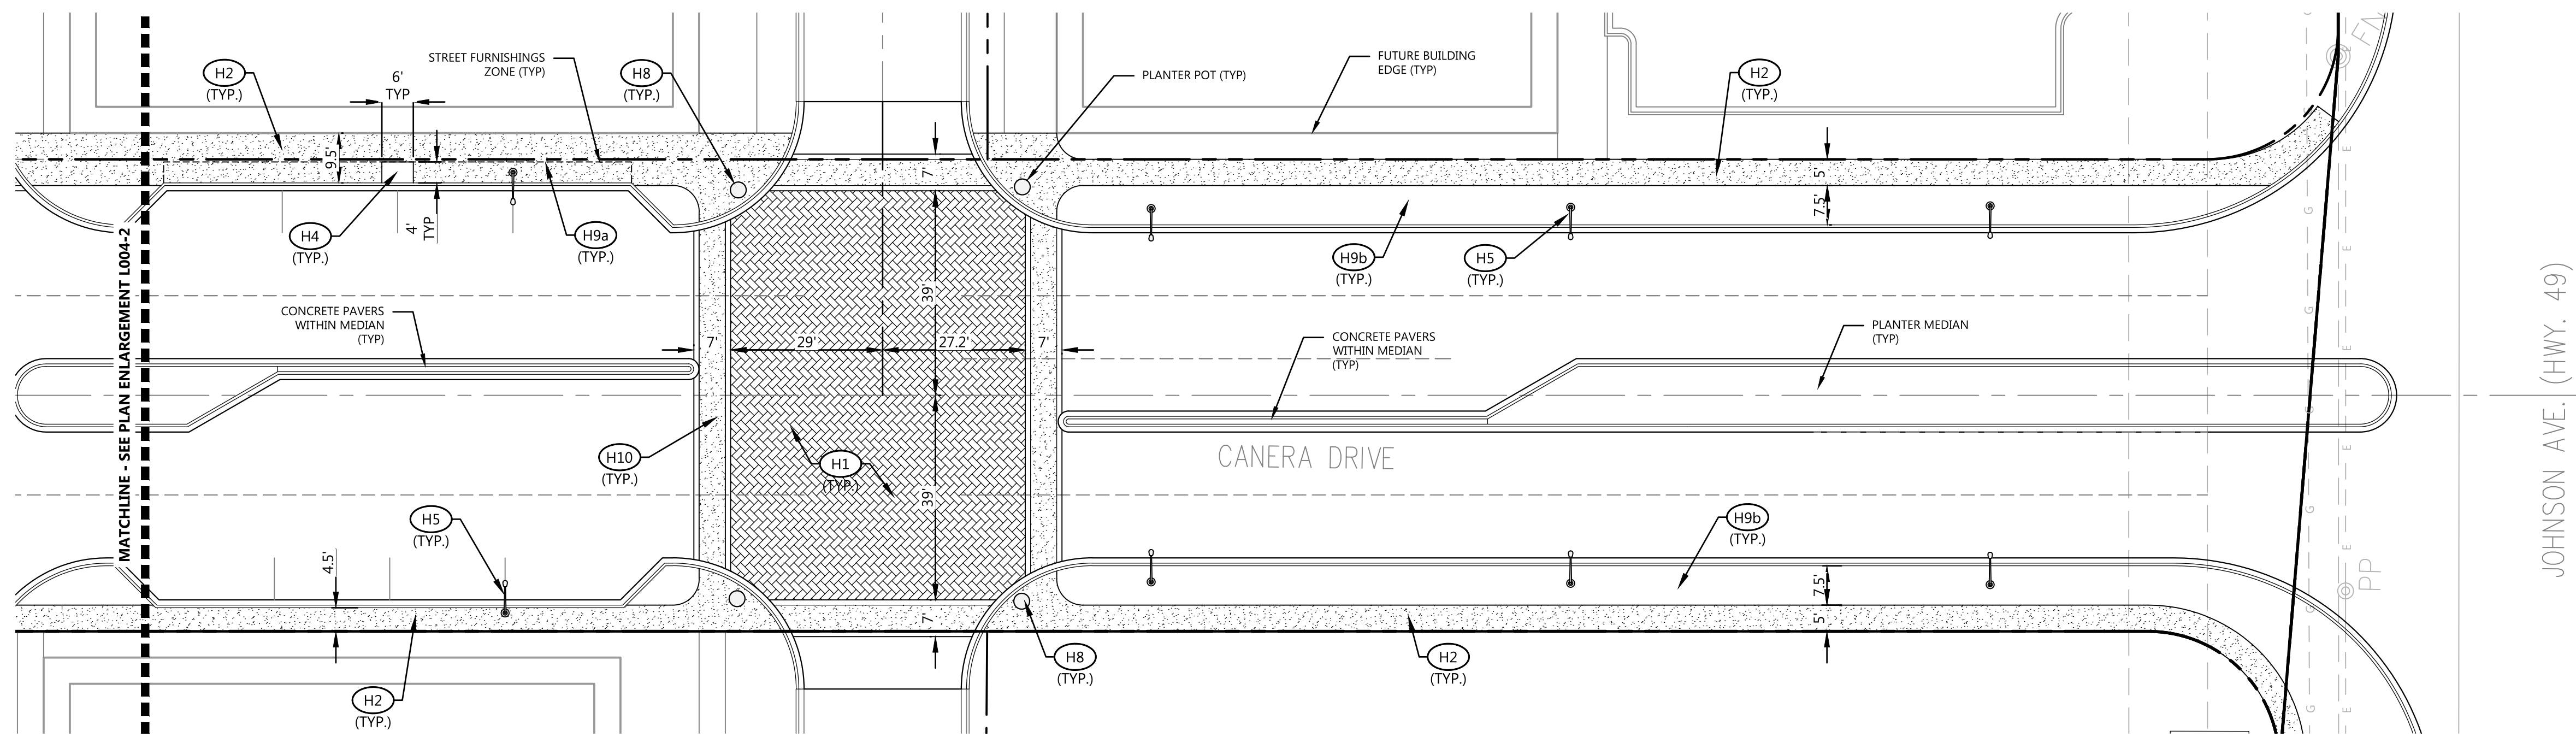 H2
(TYP.)
6'
TYP
STREET FURNISHINGS
ZONE (TYP)
H8
(TYP.)
PLANTER POT (TYP)
FUTURE BUILDING
EDGE (TYP)
H2
(TYP.)
FN
9.5'
7'
5'
7.5'
H4
(TYP.)
4'
TYP
H9a
(TYP.)
H9b
(TYP.)
H5
(TYP.)
G
G
G
E
E
E
MATCHLINE - SEE PLAN ENLARGEMENT L004-2
39'
CONCRETE PAVERS
WITHIN MEDIAN
(TYP)
7'
29'
27.2'
7'
CONCRETE PAVERS
WITHIN MEDIAN
(TYP)
PLANTER MEDIAN
(TYP)
JOHNSON AVE. (HWY. 49)
H10
(TYP.)
H1
(TYP.)
CANERA DRIVE
39'
H5
(TYP.)
4.5'
H9b
(TYP.)
7.5'
5'
7'
PP
G
G
G
E
E
E
H2
(TYP.)
H8
(TYP.)
H2
(TYP.)